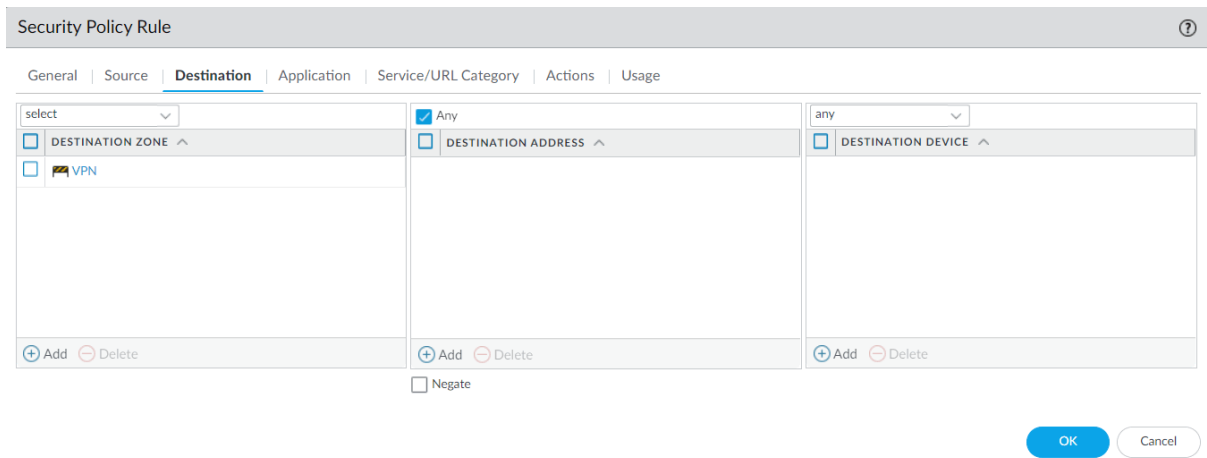 Security Policy Rule
General | Source | Destination | Application | Service/URL Category | Actions | Usage
select
Any
any
DESTINATION ZONE
DESTINATION ADDRESS
DESTINATION DEVICE
VPN
Add Delete
Add Delete
Add Delete
Negate
OK Cancel